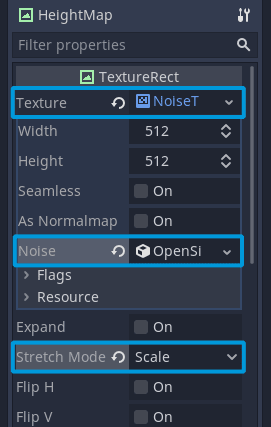 HeightMap
Filter properties
TextureRect
Texture NoiseT
Width 512
Height 512
Seamless On
As Normalmap On
Noise OpenSi
Flags
Resource
Expand On
Stretch Mode Scale
Flip H On
Flip V On